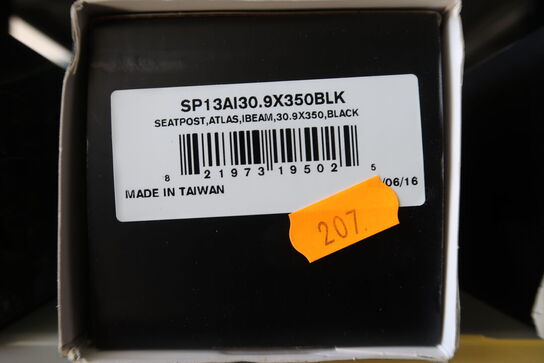 SP13AI30.9X350BLK
SEATPOST,ATLAS,IBEAM,30.9X350,BLACK
8 21973 19502 5
MADE IN TAIWAN /06/16
207.